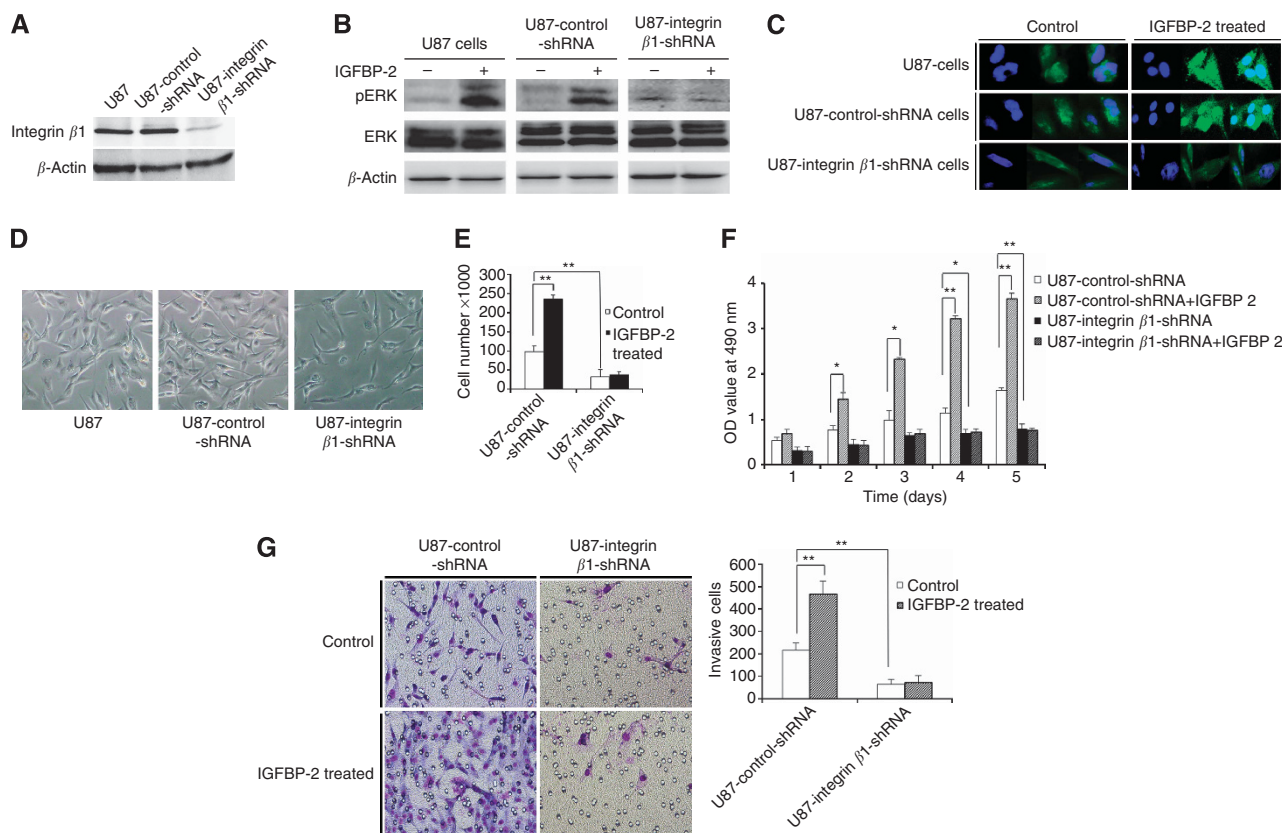 A
U87
U87-control
-shRNA
U87-integrin
β1-shRNA
Integrin β1
β-Actin
B
U87 cells
U87-control
-shRNA
U87-integrin
β1-shRNA
IGFBP-2
– + – + – +
pERK
ERK
β-Actin
C
Control
IGFBP-2 treated
U87-cells
U87-control-shRNA cells
U87-integrin β1-shRNA cells
D
U87
U87-control
-shRNA
U87-integrin
β1-shRNA
E
Cell number ×1000
300
250
200
150
100
50
0
**
**
Control
IGFBP-2
treated
U87-control
-shRNA
U87-integrin
β1-shRNA
F
OD value at 490 nm
4
3
2
1
0
*
*
*
**
**
**
1 2 3 4 5
Time (days)
U87-control-shRNA
U87-control-shRNA+IGFBP 2
U87-integrin β1-shRNA
U87-integrin β1-shRNA+IGFBP 2
G
U87-control
-shRNA
U87-integrin
β1-shRNA
Control
IGFBP-2 treated
Invasive cells
600
500
400
300
200
100
0
**
**
Control
IGFBP-2 treated
U87-control-shRNA
U87-integrin β1-shRNA